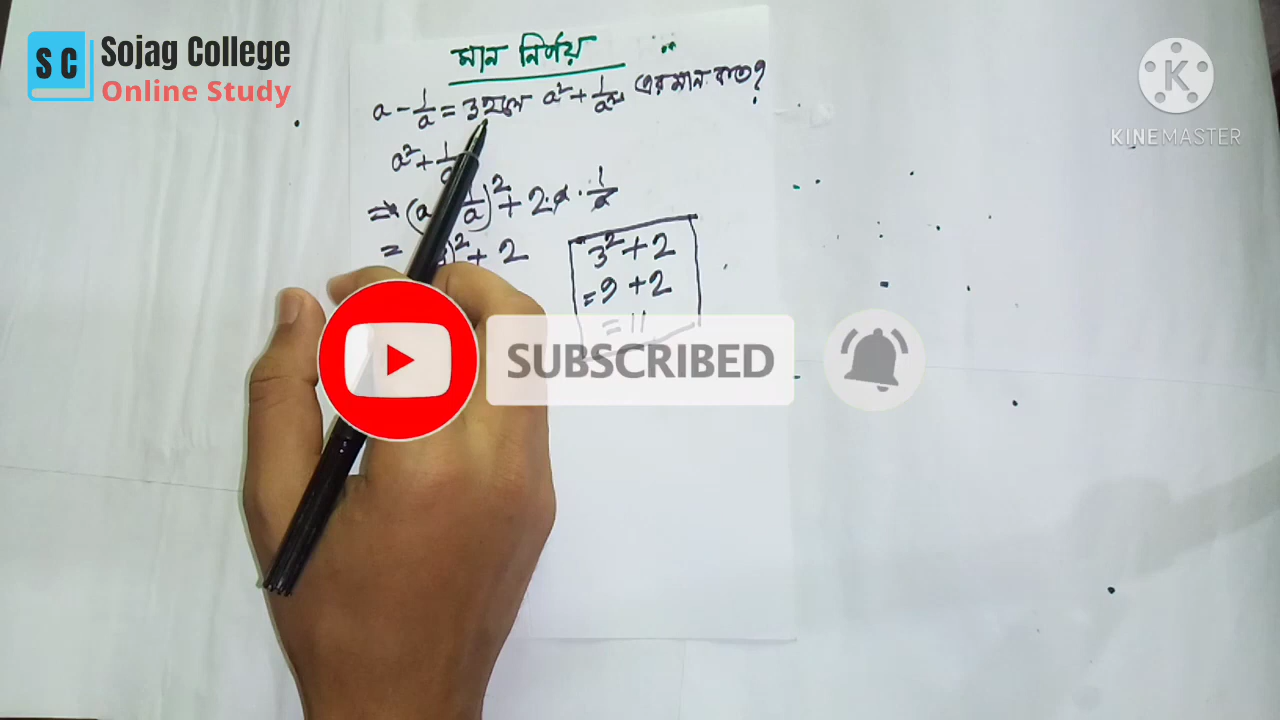 S C Sojag College
Online Study
মান নির্ণয়
a - 1/a = 3 হলে a² + 1/a² এর মান কত?
a² + 1
⇒ (a 1/a)² + 2·a·1/a
= )² + 2
3² + 2
= 9 + 2
= 11
SUBSCRIBED
K
KINEMASTER